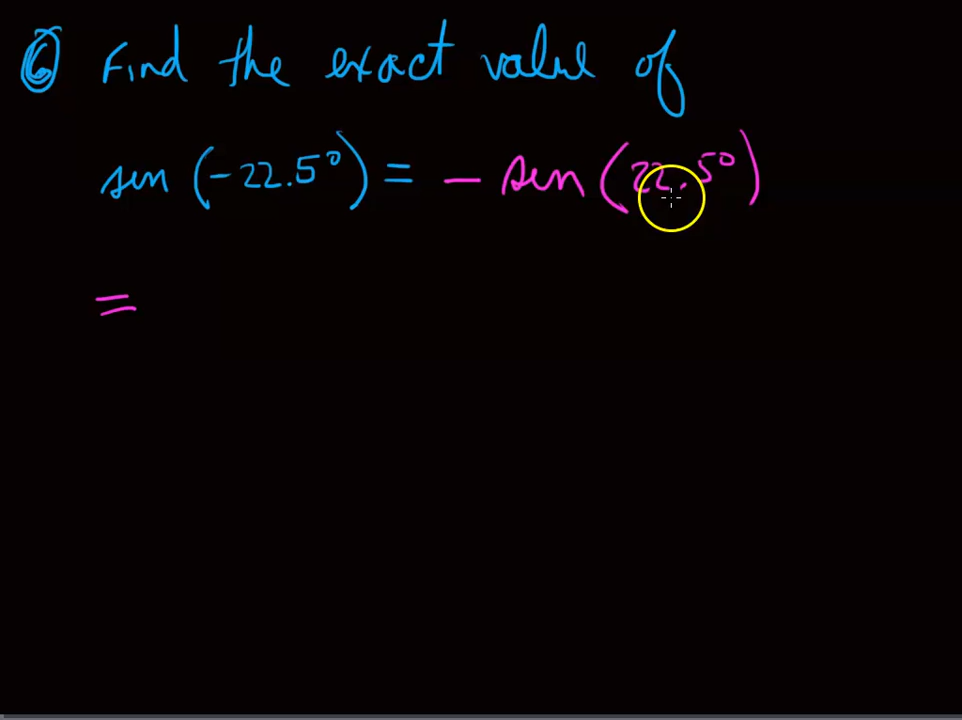 ⑥ Find the exact value of
sin (-22.5°) = - sin (22.5°)
=